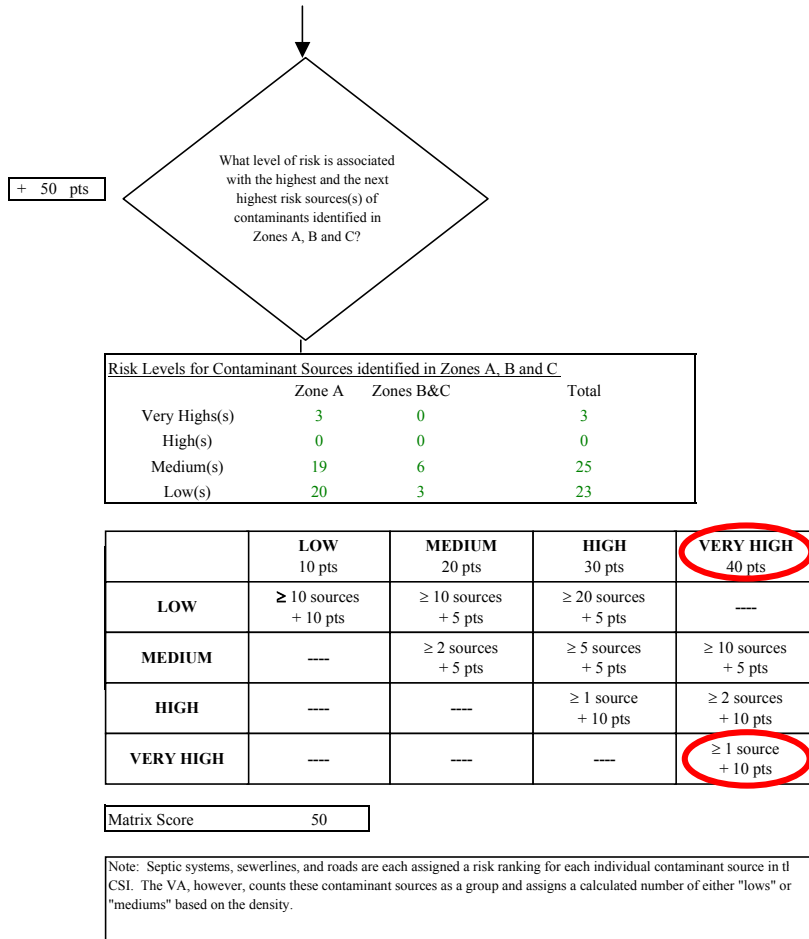 What level of risk is associated
with the highest and the next
highest risk sources(s) of
contaminants identified in
Zones A, B and C?
+ 50 pts
Risk Levels for Contaminant Sources identified in Zones A, B and C
Zone A Zones B&C Total
Very Highs(s) 3 0 3
High(s) 0 0 0
Medium(s) 19 6 25
Low(s) 20 3 23
LOW MEDIUM HIGH VERY HIGH
10 pts 20 pts 30 pts 40 pts
LOW ≥ 10 sources ≥ 10 sources ≥ 20 sources ----
+ 10 pts + 5 pts + 5 pts
MEDIUM ---- ≥ 2 sources ≥ 5 sources ≥ 10 sources
+ 5 pts + 5 pts + 5 pts
HIGH ---- ---- ≥ 1 source ≥ 2 sources
+ 10 pts + 10 pts
VERY HIGH ---- ---- ---- ≥ 1 source
+ 10 pts
Matrix Score 50
Note: Septic systems, sewerlines, and roads are each assigned a risk ranking for each individual contaminant source in
CSI. The VA, however, counts these contaminant sources as a group and assigns a calculated number of either "lows" or
"mediums" based on the density.